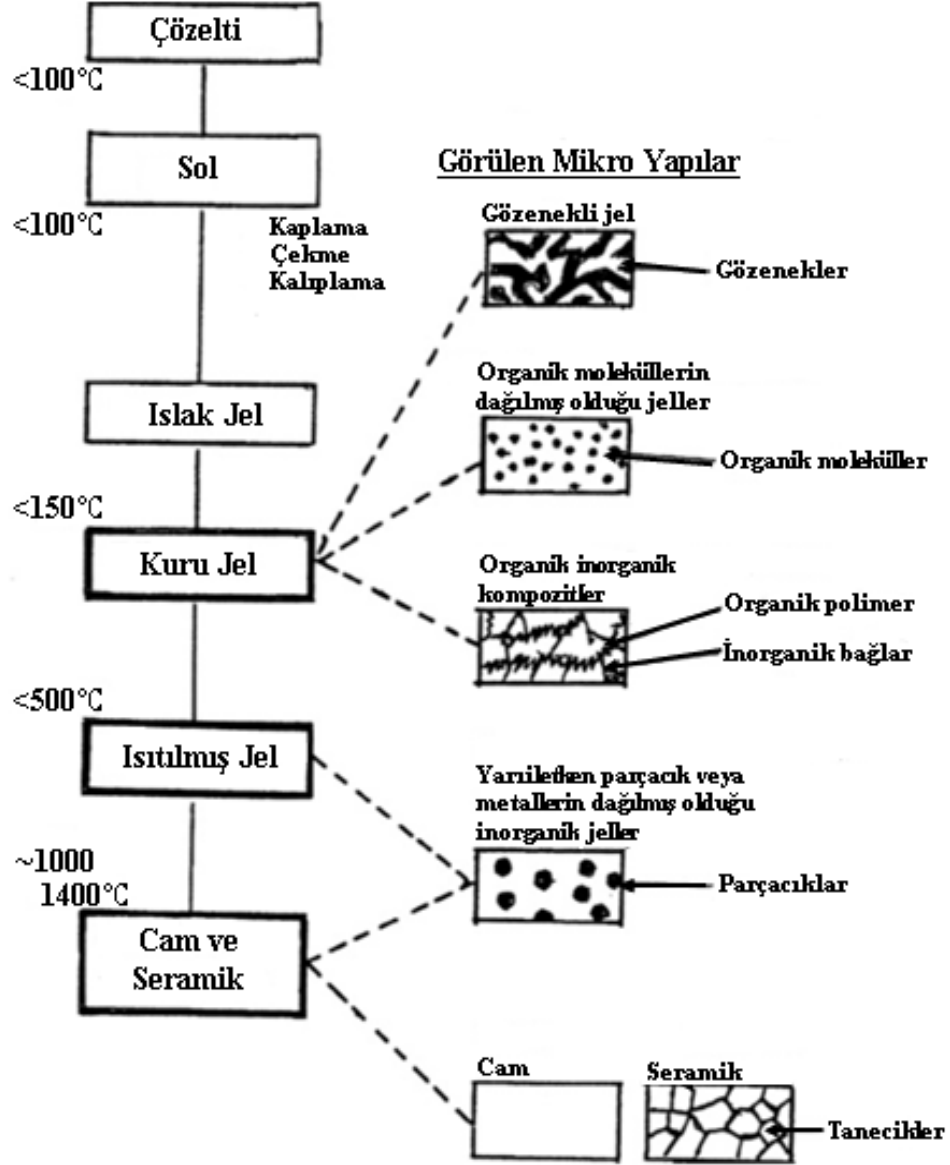 Çözelti
<100°C
Sol
<100°C
Kaplama
Çekme
Kalıplama
Islak Jel
<150°C
Kuru Jel
<500°C
Isıtılmış Jel
~1000
1400°C
Cam ve
Seramik
Görülen Mikro Yapılar
Gözenekli jel
Gözenekler
Organik moleküllerin
dağılmış olduğu jeller
Organik moleküller
Organik inorganik
kompozitler
Organik polimer
İnorganik bağlar
Yarıiletken parçacık veya
metallerin dağılmış olduğu
inorganik jeller
Parçacıklar
Cam
Seramik
Tanecikler